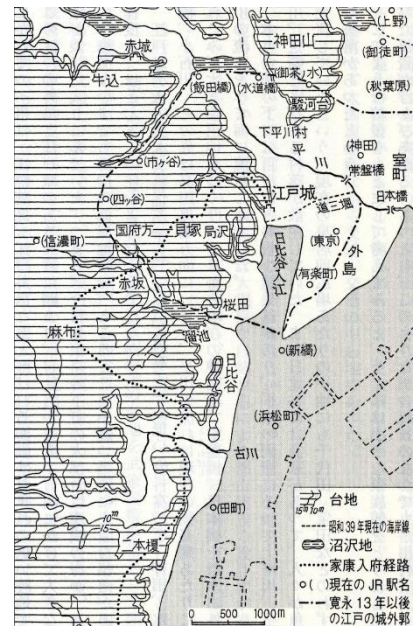 (上野)
(御徒町)
赤城
神田山
牛込
(飯田橋)
(水道橋)
(御茶ノ水)
(秋葉原)
駿河台
下平川村
平川
(神田)
室町
(市ヶ谷)
常盤橋
日本橋
(四ッ谷)
江戸城
道三堀
国府方
貝塚
局沢
(東京)
外島
(信濃町)
日比谷入江
(有楽町)
赤坂
桜田
溜池
麻布
日比谷
(新橋)
(浜松町)
古川
(田町)
10m
15
二本榎
台地
15m 10m
昭和39年現在の海岸線
沼沢地
家康入府経路
○( )現在のJR駅名
寛永13年以後
の江戸の城外郭
0 500 1000m